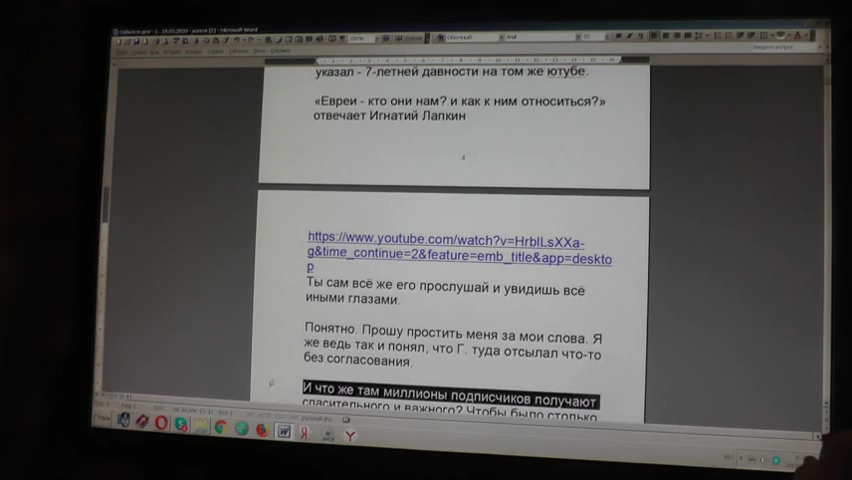 указал - 7-летней давности на том же ютубе.
«Евреи - кто они нам? и как к ним относиться?»
отвечает Игнатий Лапкин
4
https://www.youtube.com/watch?v=HrblLsXXa-
g&time_continue=2&feature=emb_title&app=deskto
p
Ты сам всё же его прослушай и увидишь всё
иными глазами.
Понятно. Прошу простить меня за мои слова. Я
же ведь так и понял, что Г. туда отсылал что-то
без согласования.
И что же там миллионы подписчиков получают
спасительного и важного? Чтобы было столько